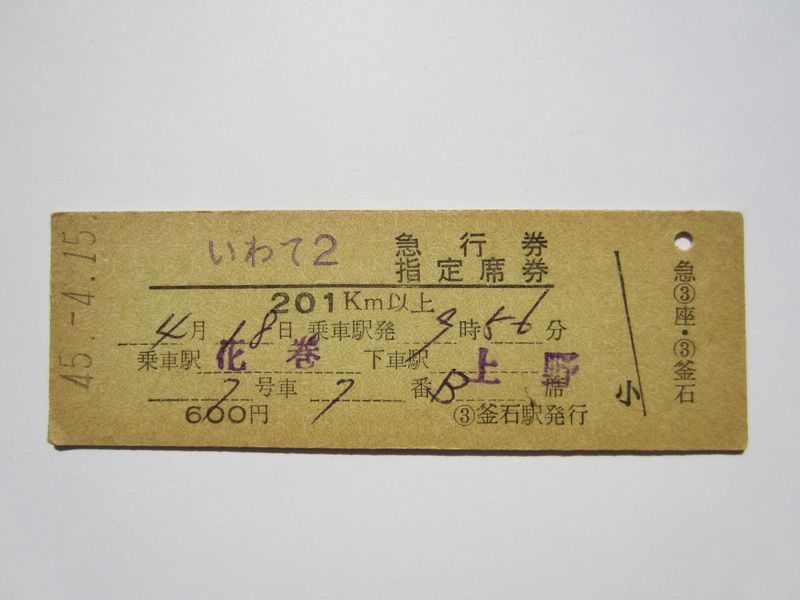 45.-4.15.
いわて2
急行券
指定席券
201Km以上
4月18日 乗車駅発 9時56分
乗車駅 花巻 下車駅 上野
7号車 7番B席
600円 ③釜石駅発行
小
急③座・③釜石